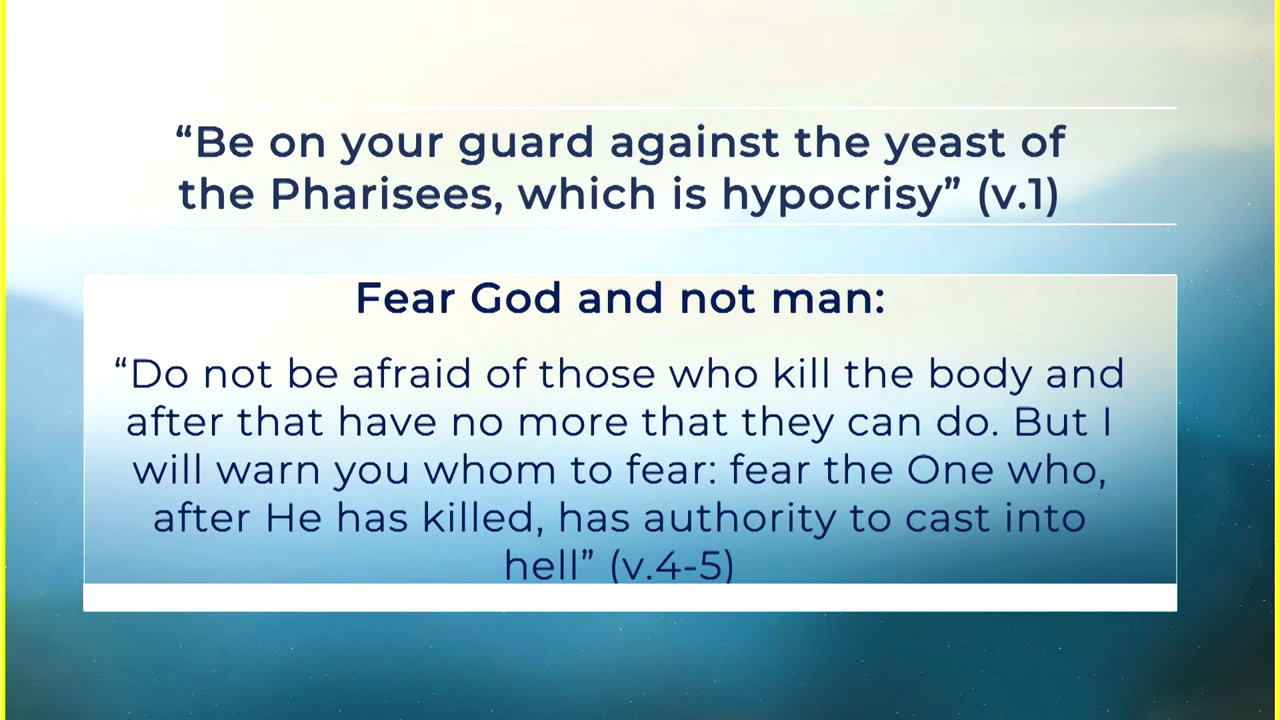 “Be on your guard against the yeast of
the Pharisees, which is hypocrisy” (v.1)
Fear God and not man:
“Do not be afraid of those who kill the body and
after that have no more that they can do. But I
will warn you whom to fear: fear the One who,
after He has killed, has authority to cast into
hell” (v.4-5)